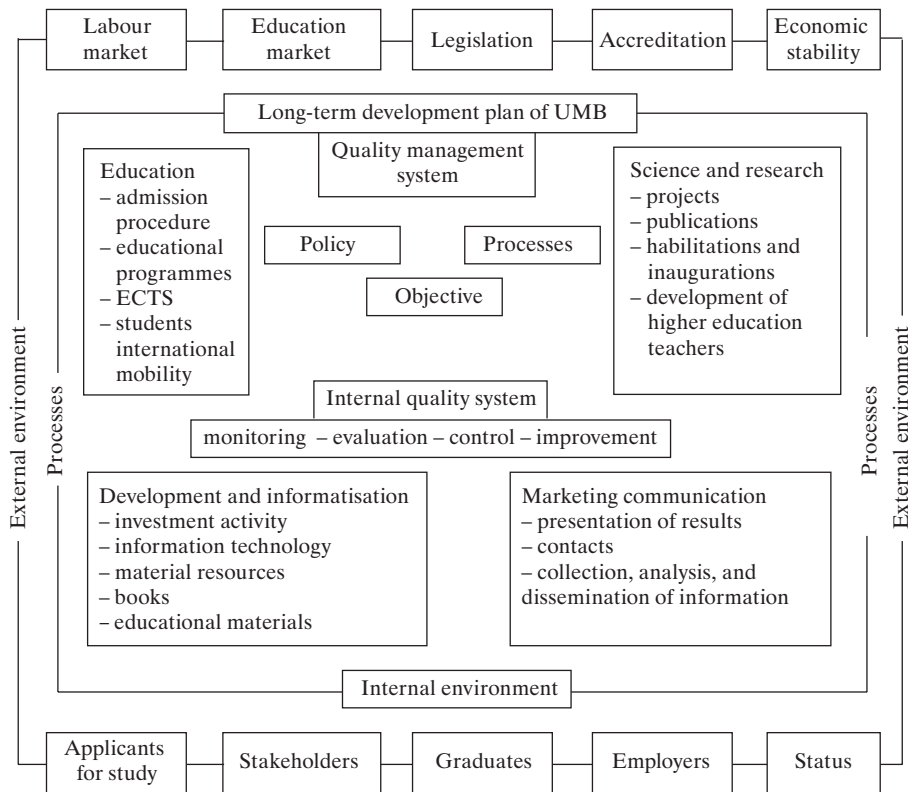 Labour
market
Education
market
Legislation
Accreditation
Economic
stability
Long-term development plan of UMB
Quality management
system
Education
– admission
procedure
– educational
programmes
– ECTS
– students
international
mobility
Policy
Processes
Objective
Science and research
– projects
– publications
– habilitations and
inaugurations
– development of
higher education
teachers
External environment
Processes
Processes
External environment
Internal quality system
monitoring – evaluation – control – improvement
Development and informatisation
– investment activity
– information technology
– material resources
– books
– educational materials
Marketing communication
– presentation of results
– contacts
– collection, analysis, and
dissemination of information
Internal environment
Applicants
for study
Stakeholders
Graduates
Employers
Status